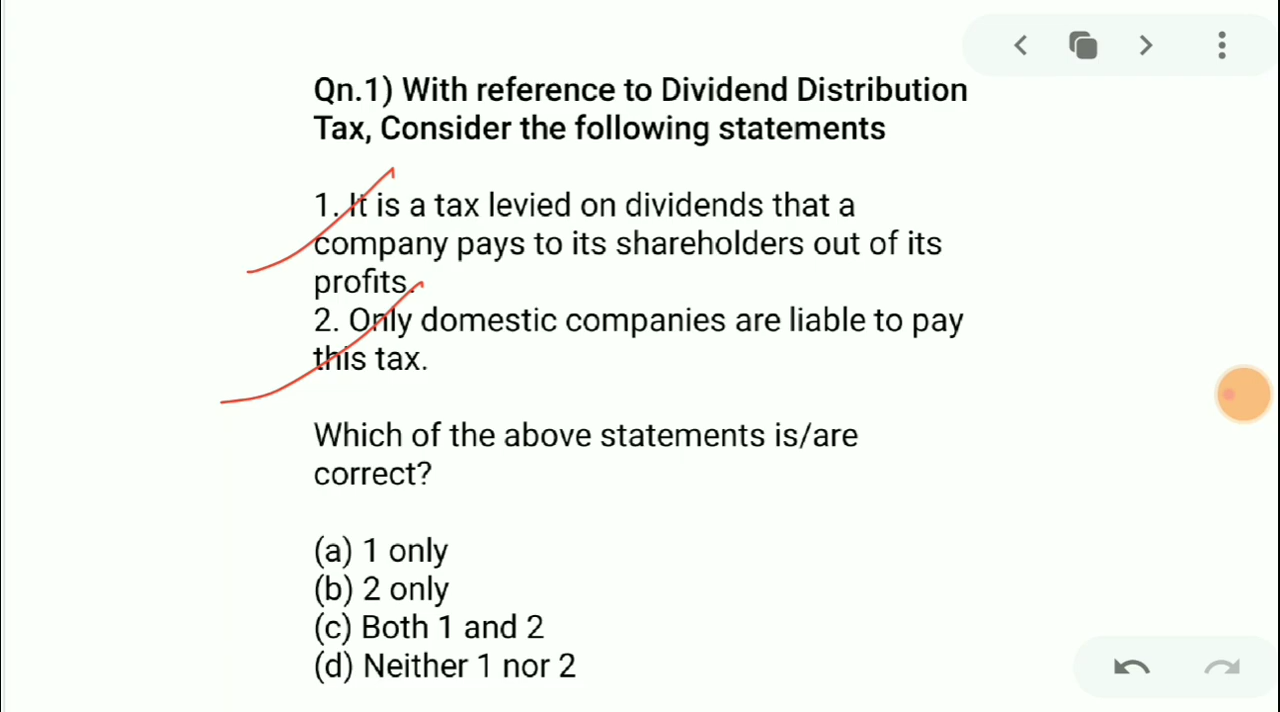 Qn.1) With reference to Dividend Distribution
Tax, Consider the following statements
1. It is a tax levied on dividends that a
company pays to its shareholders out of its
profits.
2. Only domestic companies are liable to pay
this tax.
Which of the above statements is/are
correct?
(a) 1 only
(b) 2 only
(c) Both 1 and 2
(d) Neither 1 nor 2